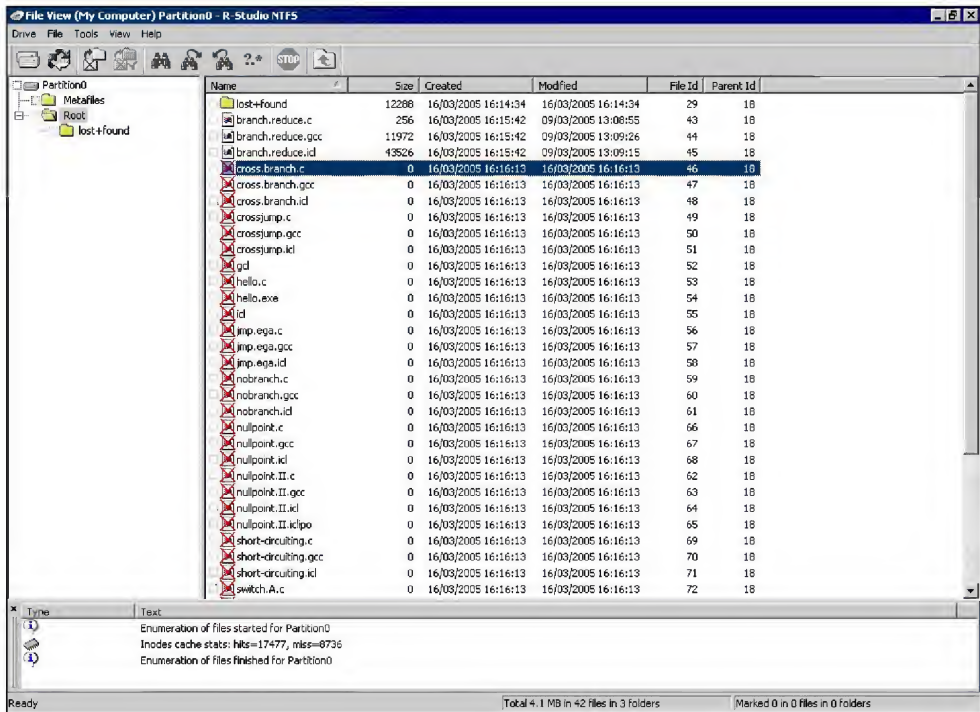 File View (My Computer) Partition0 - R-Studio NTFS
Drive File Tools View Help
?.* STOP
Partition0
Metafiles
Root
lost+found
Name Size Created Modified File Id Parent Id
lost+found 12288 16/03/2005 16:14:34 16/03/2005 16:14:34 29 18
branch.reduce.c 256 16/03/2005 16:15:42 09/03/2005 13:08:55 43 18
branch.reduce.gcc 11972 16/03/2005 16:15:42 09/03/2005 13:09:26 44 18
branch.reduce.icl 43526 16/03/2005 16:15:42 09/03/2005 13:09:15 45 18
cross.branch.c 0 16/03/2005 16:16:13 16/03/2005 16:16:13 46 18
cross.branch.gcc 0 16/03/2005 16:16:13 16/03/2005 16:16:13 47 18
cross.branch.icl 0 16/03/2005 16:16:13 16/03/2005 16:16:13 48 18
crossjump.c 0 16/03/2005 16:16:13 16/03/2005 16:16:13 49 18
crossjump.gcc 0 16/03/2005 16:16:13 16/03/2005 16:16:13 50 18
crossjump.icl 0 16/03/2005 16:16:13 16/03/2005 16:16:13 51 18
gcl 0 16/03/2005 16:16:13 16/03/2005 16:16:13 52 18
hello.c 0 16/03/2005 16:16:13 16/03/2005 16:16:13 53 18
hello.exe 0 16/03/2005 16:16:13 16/03/2005 16:16:13 54 18
icl 0 16/03/2005 16:16:13 16/03/2005 16:16:13 55 18
jmp.ega.c 0 16/03/2005 16:16:13 16/03/2005 16:16:13 56 18
jmp.ega.gcc 0 16/03/2005 16:16:13 16/03/2005 16:16:13 57 18
jmp.ega.icl 0 16/03/2005 16:16:13 16/03/2005 16:16:13 58 18
nobranch.c 0 16/03/2005 16:16:13 16/03/2005 16:16:13 59 18
nobranch.gcc 0 16/03/2005 16:16:13 16/03/2005 16:16:13 60 18
nobranch.icl 0 16/03/2005 16:16:13 16/03/2005 16:16:13 61 18
nullpoint.c 0 16/03/2005 16:16:13 16/03/2005 16:16:13 66 18
nullpoint.gcc 0 16/03/2005 16:16:13 16/03/2005 16:16:13 67 18
nullpoint.icl 0 16/03/2005 16:16:13 16/03/2005 16:16:13 68 18
nullpoint.II.c 0 16/03/2005 16:16:13 16/03/2005 16:16:13 62 18
nullpoint.II.gcc 0 16/03/2005 16:16:13 16/03/2005 16:16:13 63 18
nullpoint.II.icl 0 16/03/2005 16:16:13 16/03/2005 16:16:13 64 18
nullpoint.II.iclipo 0 16/03/2005 16:16:13 16/03/2005 16:16:13 65 18
short-circuiting.c 0 16/03/2005 16:16:13 16/03/2005 16:16:13 69 18
short-circuiting.gcc 0 16/03/2005 16:16:13 16/03/2005 16:16:13 70 18
short-circuiting.icl 0 16/03/2005 16:16:13 16/03/2005 16:16:13 71 18
switch.A.c 0 16/03/2005 16:16:13 16/03/2005 16:16:13 72 18
Type Text
Enumeration of files started for Partition0
Inodes cache stats: hits=17477, miss=8736
Enumeration of files finished for Partition0
Ready Total 4.1 MB in 42 files in 3 folders Marked 0 in 0 files in 0 folders